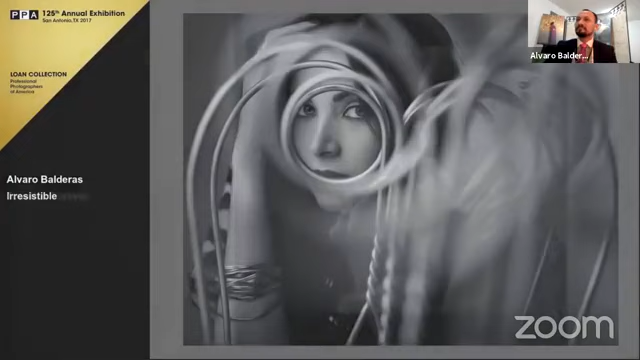 PPA 125th Annual Exhibition
San Antonio, TX 2017
LOAN COLLECTION
Professional
Photographers
of America
Alvaro Balderas
Irresistible
Alvaro Balder...
zoom